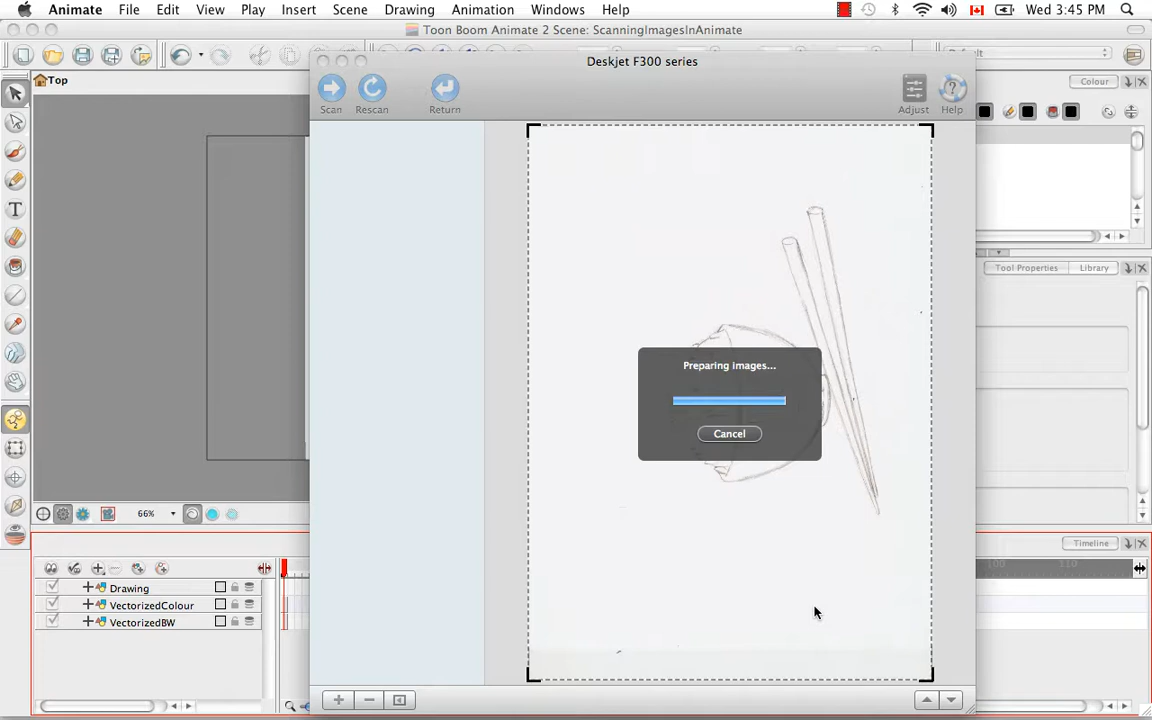 Animate File Edit View Play Insert Scene Drawing Animation Windows Help Wed 3:45 PM
Toon Boom Animate 2 Scene: ScanningImagesInAnimate
Deskjet F300 series
Top
Colour
Scan Rescan Return Adjust Help
Tool Properties Library
Preparing images...
Cancel
66%
Timeline
Drawing
VectorizedColour
VectorizedBW